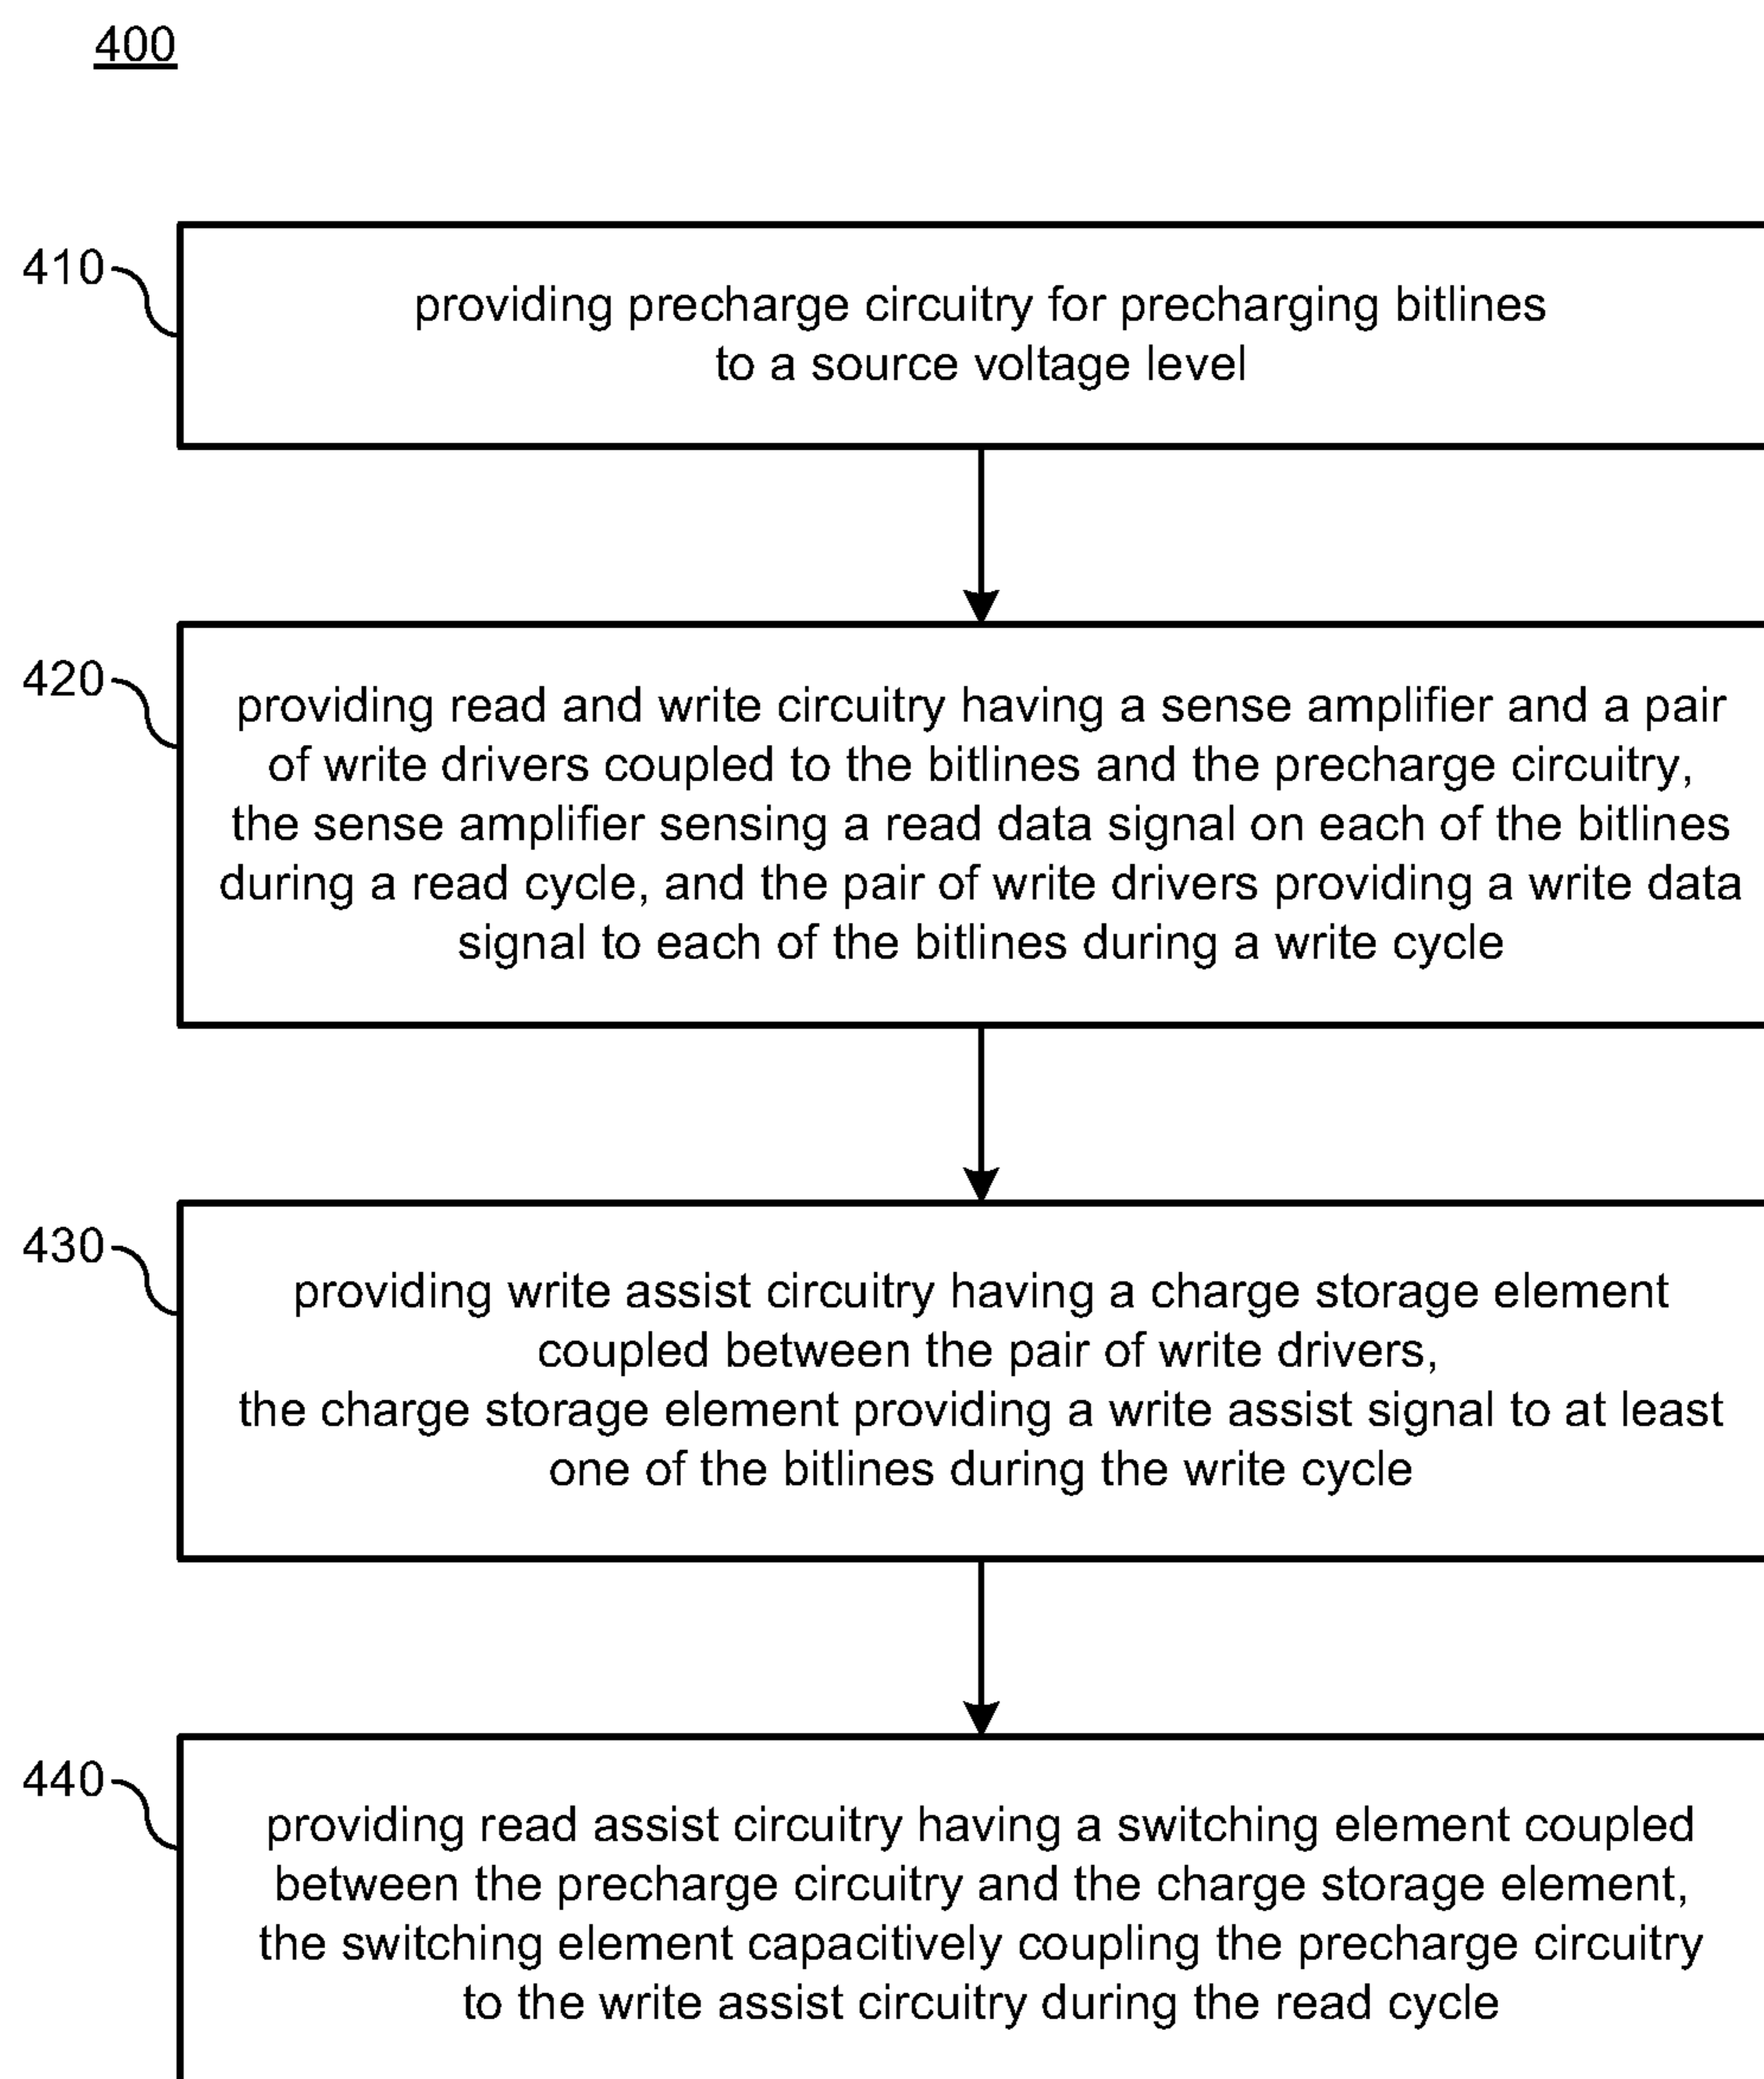 400
410
providing precharge circuitry for precharging bitlines
to a source voltage level
420
providing read and write circuitry having a sense amplifier and a pair
of write drivers coupled to the bitlines and the precharge circuitry,
the sense amplifier sensing a read data signal on each of the bitlines
during a read cycle, and the pair of write drivers providing a write data
signal to each of the bitlines during a write cycle
430
providing write assist circuitry having a charge storage element
coupled between the pair of write drivers,
the charge storage element providing a write assist signal to at least
one of the bitlines during the write cycle
440
providing read assist circuitry having a switching element coupled
between the precharge circuitry and the charge storage element,
the switching element capacitively coupling the precharge circuitry
to the write assist circuitry during the read cycle